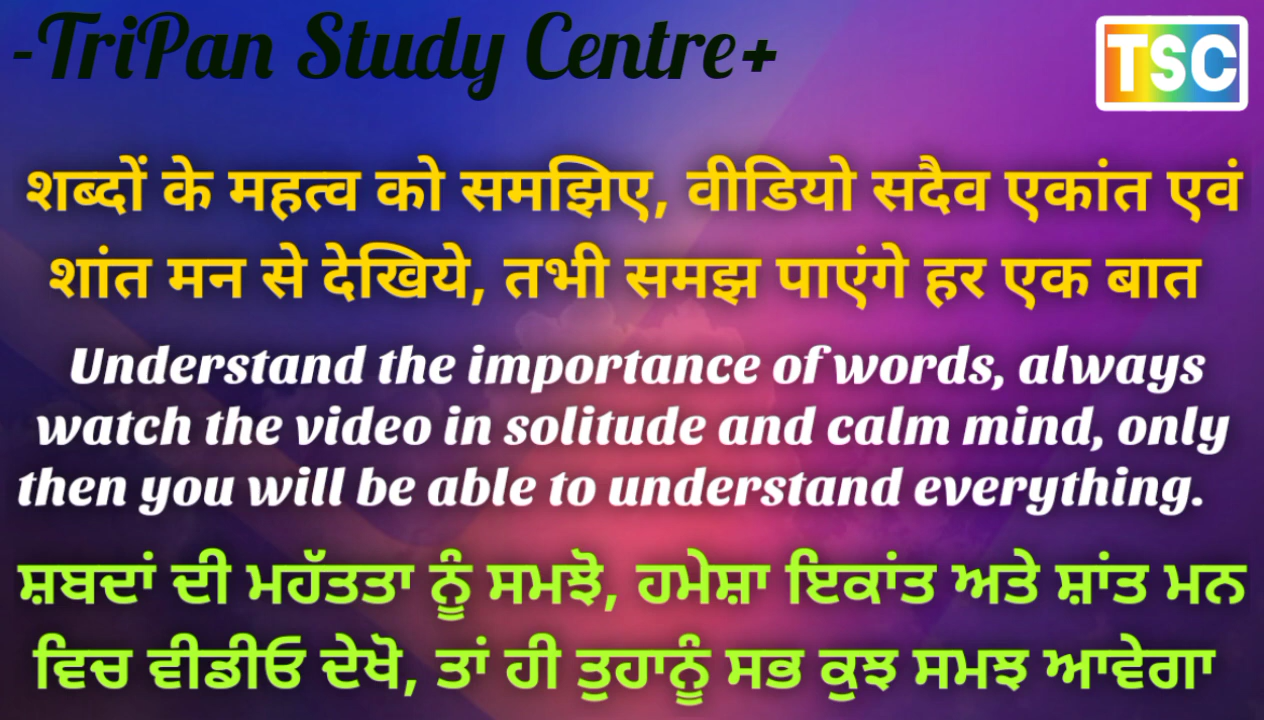 -TriPan Study Centre+
TSC
शब्दों के महत्व को समझिए, वीडियो सदैव एकांत एवं
शांत मन से देखिये, तभी समझ पाएंगे हर एक बात
Understand the importance of words, always
watch the video in solitude and calm mind, only
then you will be able to understand everything.
ਸ਼ਬਦਾਂ ਦੀ ਮਹੱਤਤਾ ਨੂੰ ਸਮਝੋ, ਹਮੇਸ਼ਾ ਇਕਾਂਤ ਅਤੇ ਸ਼ਾਂਤ ਮਨ
ਵਿਚ ਵੀਡੀਓ ਦੇਖੋ, ਤਾਂ ਹੀ ਤੁਹਾਨੂੰ ਸਭ ਕੁਝ ਸਮਝ ਆਵੇਗਾ